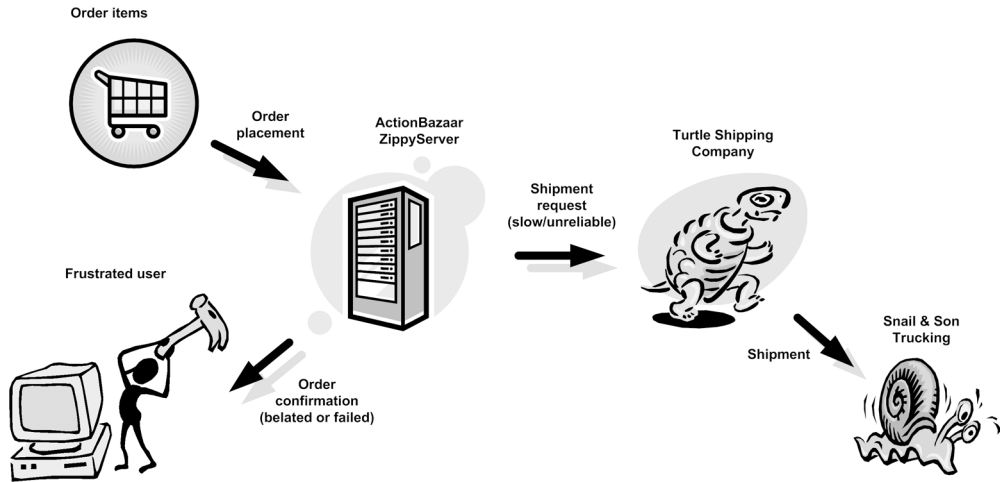 Order items
Order
placement
ActionBazaar
ZippyServer
Shipment
request
(slow/unreliable)
Turtle Shipping
Company
Shipment
Snail & Son
Trucking
Order
confirmation
(belated or failed)
Frustrated user